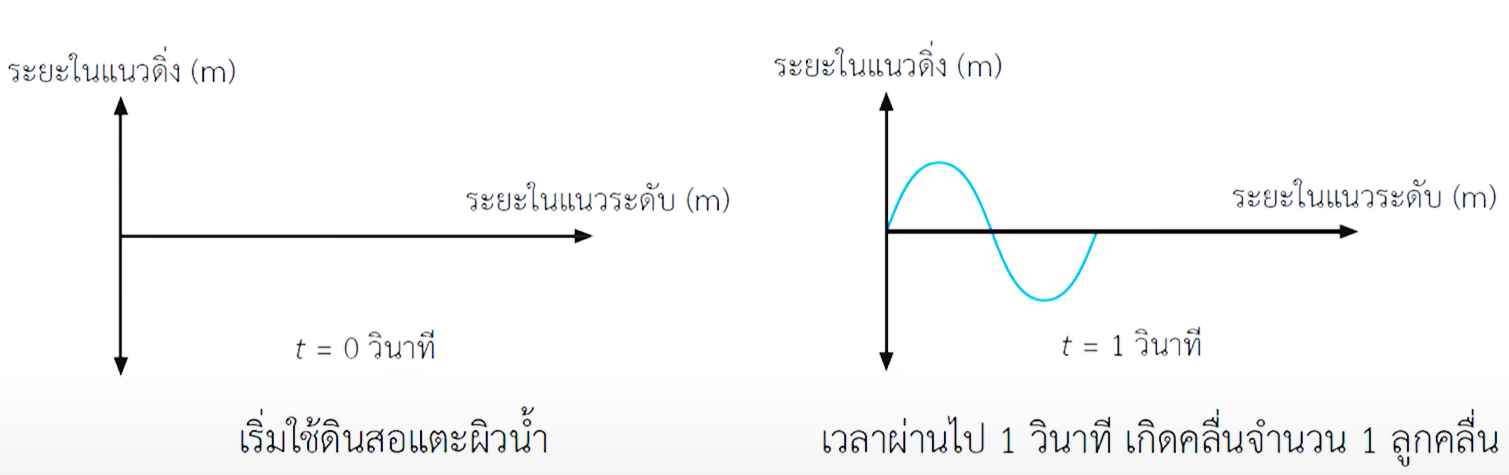 ระยะในแนวดิ่ง (m)
ระยะในแนวระดับ (m)
t = 0 วินาที
เริ่มใช้ดินสอแตะผิวน้ำ
ระยะในแนวดิ่ง (m)
ระยะในแนวระดับ (m)
t = 1 วินาที
เวลาผ่านไป 1 วินาที เกิดคลื่นจำนวน 1 ลูกคลื่น